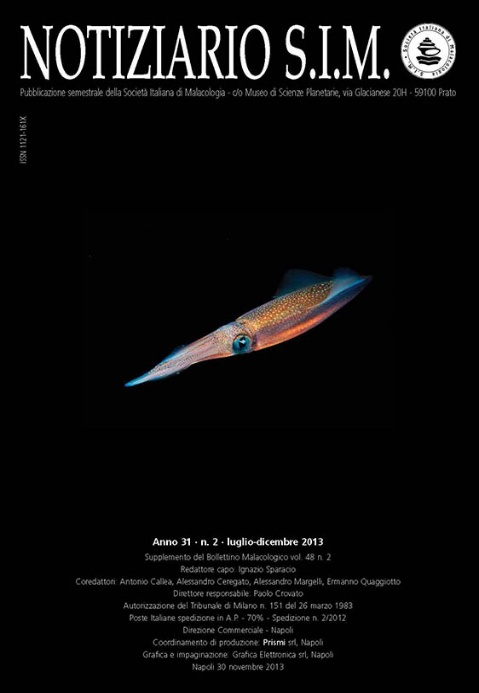 NOTIZIARIO S.I.M.
Società Italiana di Malacologia
S.I.M.
Pubblicazione semestrale della Società Italiana di Malacologia - c/o Museo di Scienze Planetarie, via Glacianese 20H - 59100 Prato
ISSN 1121-161X
Anno 31 · n. 2 · luglio-dicembre 2013
Supplemento del Bollettino Malacologico vol. 48 n. 2
Redattore capo: Ignazio Sparacio
Coredattori: Antonio Callea, Alessandro Ceregato, Alessandro Margelli, Ermanno Quaggiotto
Direttore responsabile: Paolo Crovato
Autorizzazione del Tribunale di Milano n. 151 del 26 marzo 1983
Poste Italiane spedizione in A.P. - 70% - Spedizione n. 2/2012
Direzione Commerciale - Napoli
Coordinamento di produzione: Prismi srl, Napoli
Grafica e impaginazione: Grafica Elettronica srl, Napoli
Napoli 30 novembre 2013